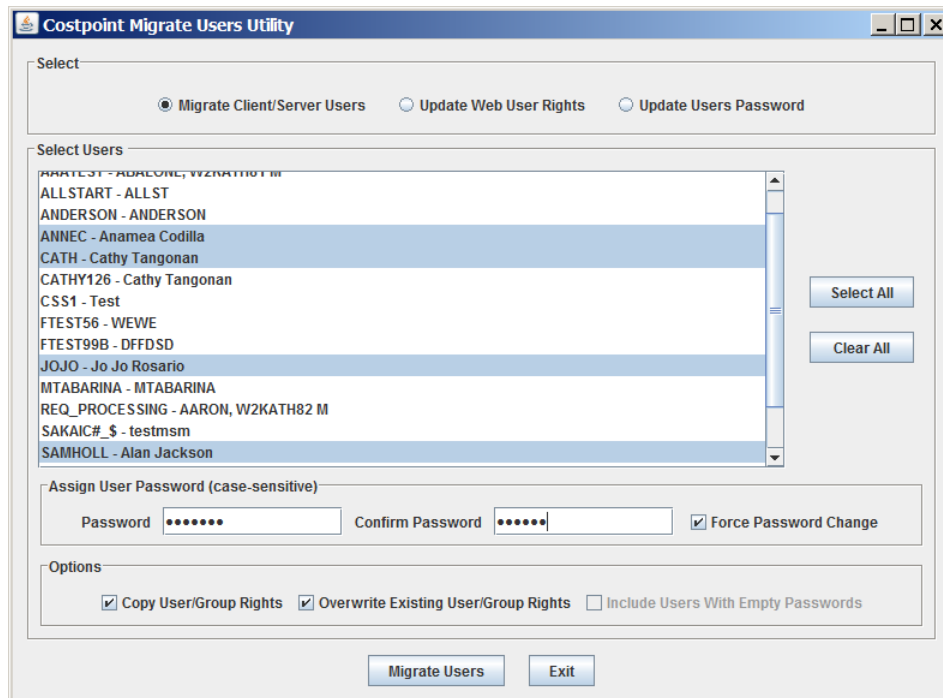 Costpoint Migrate Users Utility
Select
Migrate Client/Server Users Update Web User Rights Update Users Password
Select Users
AAATEST - ABALONE, W2KATH81 M
ALLSTART - ALLST
ANDERSON - ANDERSON
ANNEC - Anamea Codilla
CATH - Cathy Tangonan
CATHY126 - Cathy Tangonan
CSS1 - Test
FTEST56 - WEWE
FTEST99B - DFFDSD
JOJO - Jo Jo Rosario
MTABARINA - MTABARINA
REQ_PROCESSING - AARON, W2KATH82 M
SAKAIC#_$ - testmsm
SAMHOLL - Alan Jackson
Select All
Clear All
Assign User Password (case-sensitive)
Password ••••••• Confirm Password •••••• Force Password Change
Options
Copy User/Group Rights Overwrite Existing User/Group Rights Include Users With Empty Passwords
Migrate Users Exit